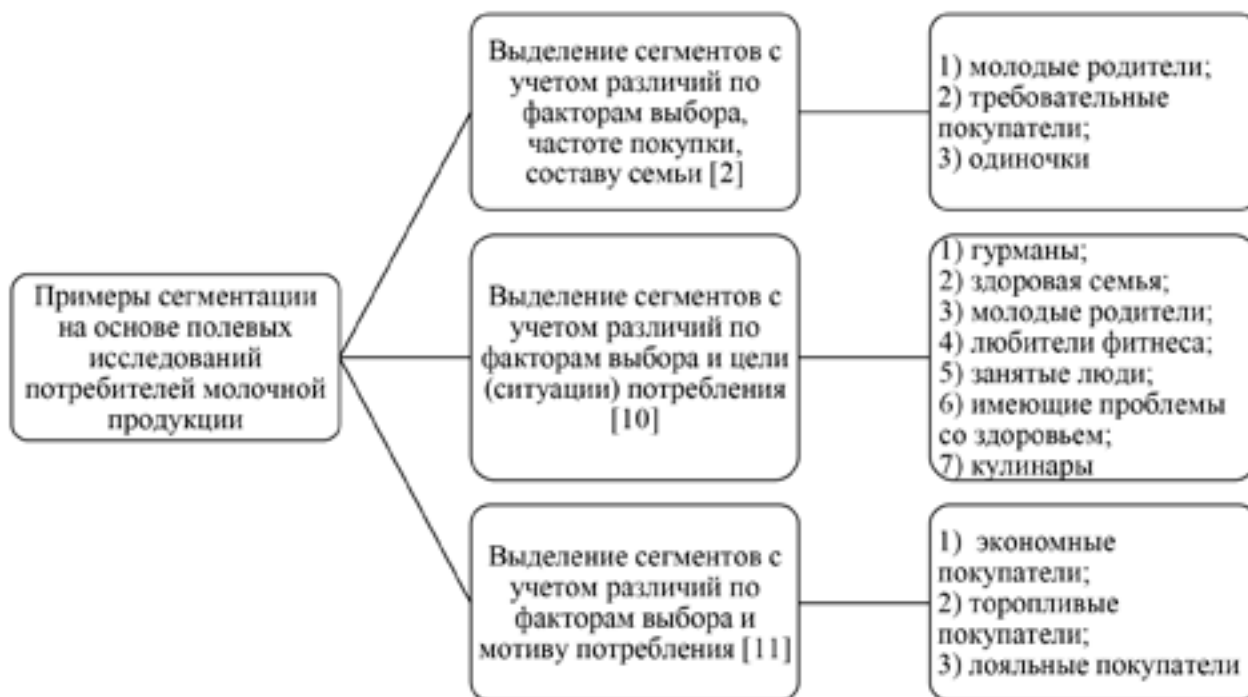 Примеры сегментации
на основе полевых
исследований
потребителей молочной
продукции
Выделение сегментов с
учетом различий по
факторам выбора,
частоте покупки,
составу семьи [2]
1) молодые родители;
2) требовательные
покупатели;
3) одиночки
Выделение сегментов с
учетом различий по
факторам выбора и цели
(ситуации) потребления
[10]
1) гурманы;
2) здоровая семья;
3) молодые родители;
4) любители фитнеса;
5) занятые люди;
6) имеющие проблемы
со здоровьем;
7) кулинары
Выделение сегментов с
учетом различий по
факторам выбора и
мотиву потребления [11]
1) экономные
покупатели;
2) торопливые
покупатели;
3) лояльные покупатели